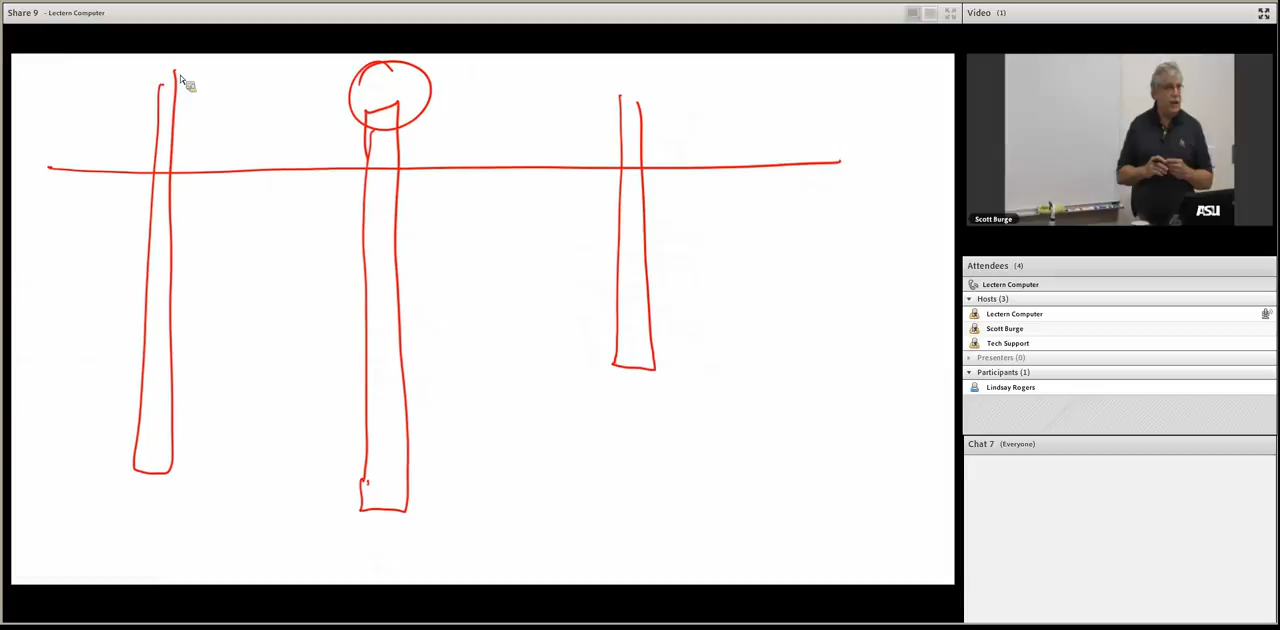 Share 9 - Lectern Computer
Video (1)
ASU
Scott Burge
Attendees (4)
Lectern Computer
Hosts (3)
Lectern Computer
Scott Burge
Tech Support
Presenters (0)
Participants (1)
Lindsay Rogers
Chat 7 (Everyone)